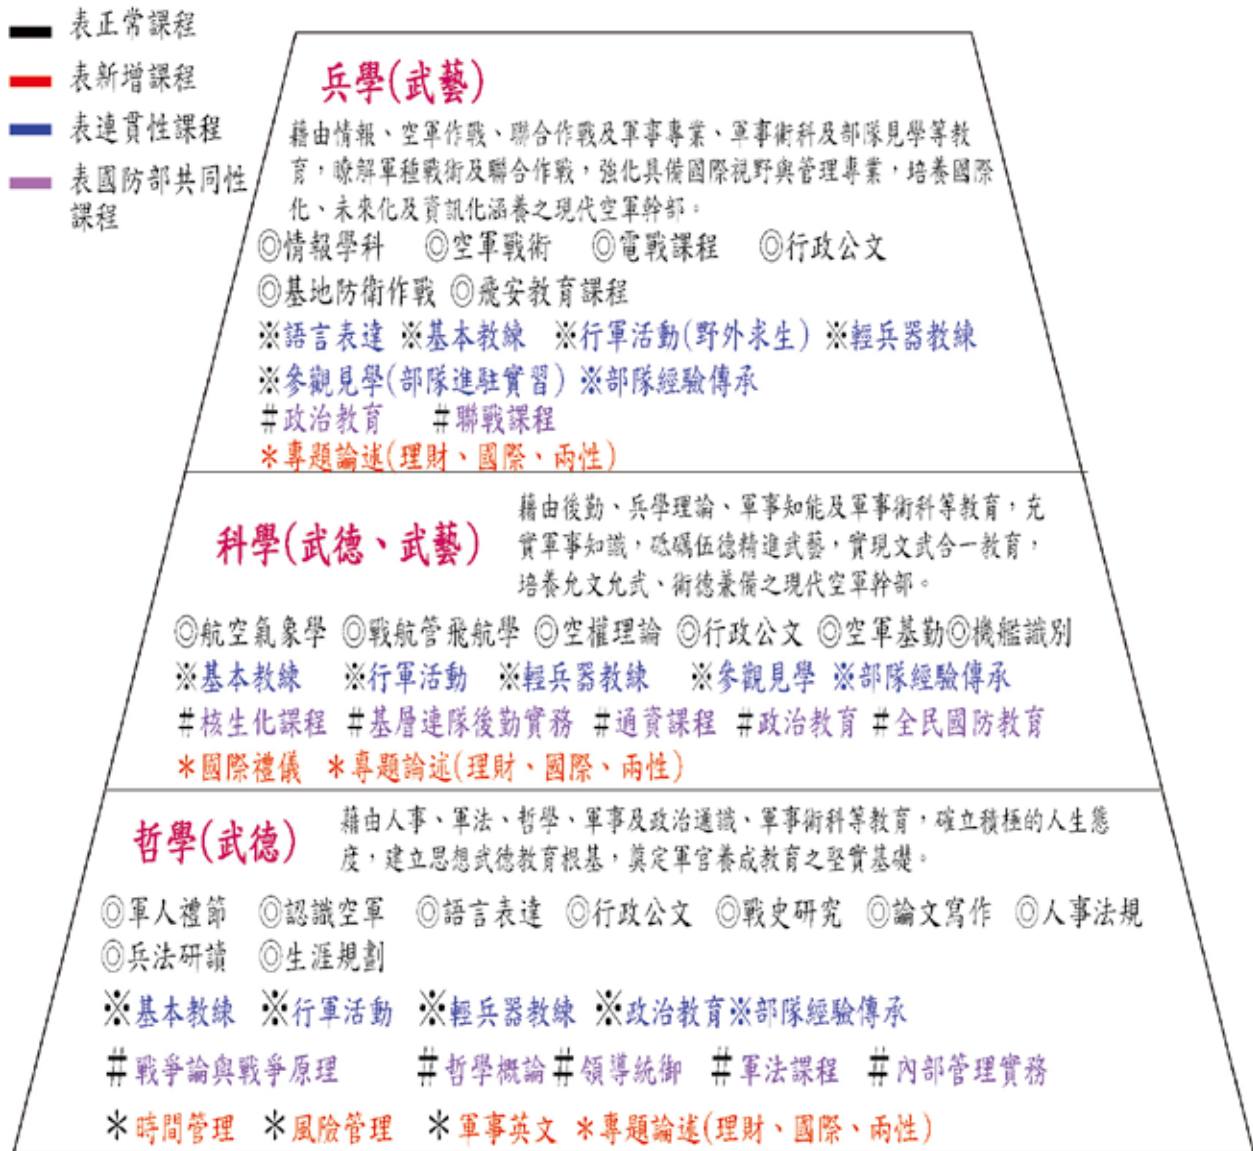 表正常課程
表新增課程
表連貫性課程
表國防部共同性
課程
兵學(武藝)
藉由情報、空軍作戰、聯合作戰及軍事專業、軍事術科及部隊見學等教
育，瞭解軍種戰術及聯合作戰，強化具備國際視野與管理專業，培養國際
化、未來化及資訊化涵養之現代空軍幹部。
◎情報學科 ◎空軍戰術 ◎電戰課程 ◎行政公文
◎基地防衛作戰 ◎飛安教育課程
※語言表達 ※基本教練 ※行軍活動(野外求生) ※輕兵器教練
※參觀見學(部隊進駐實習) ※部隊經驗傳承
#政治教育 #聯戰課程
*專題論述(理財、國際、兩性)
科學(武德、武藝)
藉由後勤、兵學理論、軍事知能及軍事術科等教育，充
實軍事知識，砥礪伍德精進武藝，實現文武合一教育，
培養允文允武、術德兼備之現代空軍幹部。
◎航空氣象學 ◎戰航管飛航學 ◎空權理論 ◎行政公文 ◎空軍基勤◎機艦識別
※基本教練 ※行軍活動 ※輕兵器教練 ※參觀見學 ※部隊經驗傳承
#核生化課程 #基層連隊後勤實務 #通資課程 #政治教育 #全民國防教育
*國際禮儀 *專題論述(理財、國際、兩性)
哲學(武德)
藉由人事、軍法、哲學、軍事及政治通識、軍事術科等教育，確立積極的人生態
度，建立思想武德教育根基，奠定軍官養成教育之堅實基礎。
◎軍人禮節 ◎認識空軍 ◎語言表達 ◎行政公文 ◎戰史研究 ◎論文寫作 ◎人事法規
◎兵法研讀 ◎生涯規劃
※基本教練 ※行軍活動 ※輕兵器教練 ※政治教育※部隊經驗傳承
#戰爭論與戰爭原理 #哲學概論 #領導統御 #軍法課程 #內部管理實務
*時間管理 *風險管理 *軍事英文 *專題論述(理財、國際、兩性)